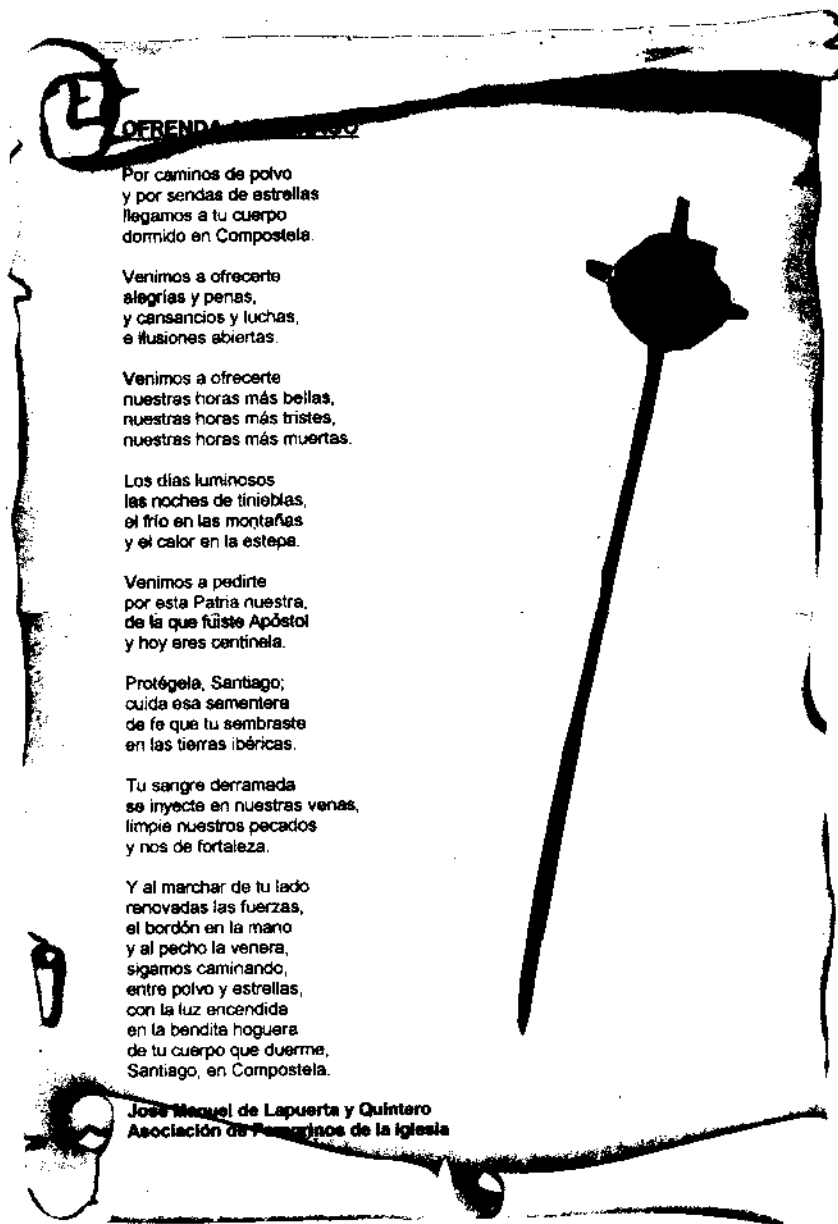 OFRENDA A SANTIAGO
Por caminos de polvo
y por sendas de estrellas
llegamos a tu cuerpo
dormido en Compostela.
Venimos a ofrecerte
alegrías y penas,
y cansancios y luchas,
e ilusiones abiertas.
Venimos a ofrecerte
nuestras horas más bellas,
nuestras horas más tristes,
nuestras horas más muertas.
Los días luminosos
las noches de tinieblas,
el frío en las montañas
y el calor en la estepa.
Venimos a pedirte
por esta Patria nuestra,
de la que fuiste Apóstol
y hoy eres centinela.
Protégela, Santiago;
cuida esa sementera
de fe que tu sembraste
en las tierras ibéricas.
Tu sangre derramada
se inyecte en nuestras venas,
limpie nuestros pecados
y nos de fortaleza.
Y al marchar de tu lado
renovadas las fuerzas,
el bordón en la mano
y al pecho la venera,
sigamos caminando,
entre polvo y estrellas,
con la luz encendida
en la bendita hoguera
de tu cuerpo que duerme,
Santiago, en Compostela.
José Manuel de Lapuerta y Quintero
Asociación de Peregrinos de la iglesia